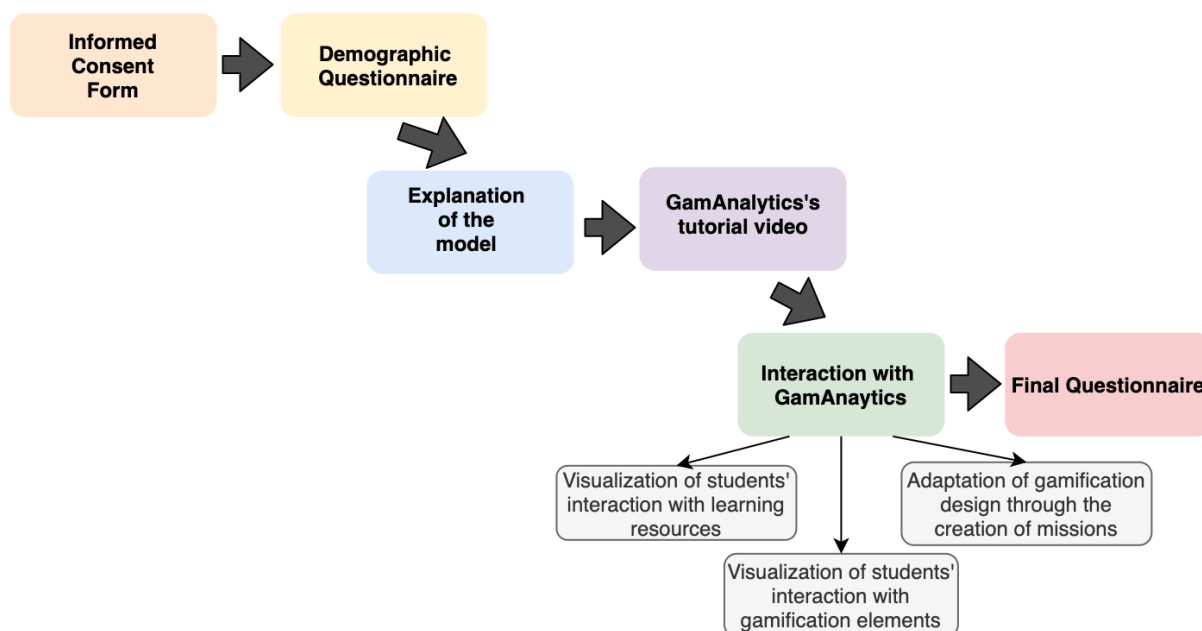 Informed
Consent
Form
Demographic
Questionnaire
Explanation
of the
model
GamAnalytics's
tutorial video
Interaction with
GamAnaytics
Final Questionnaire
Visualization of students'
interaction with learning
resources
Visualization of students'
interaction with
gamification elements
Adaptation of gamification
design through the
creation of missions